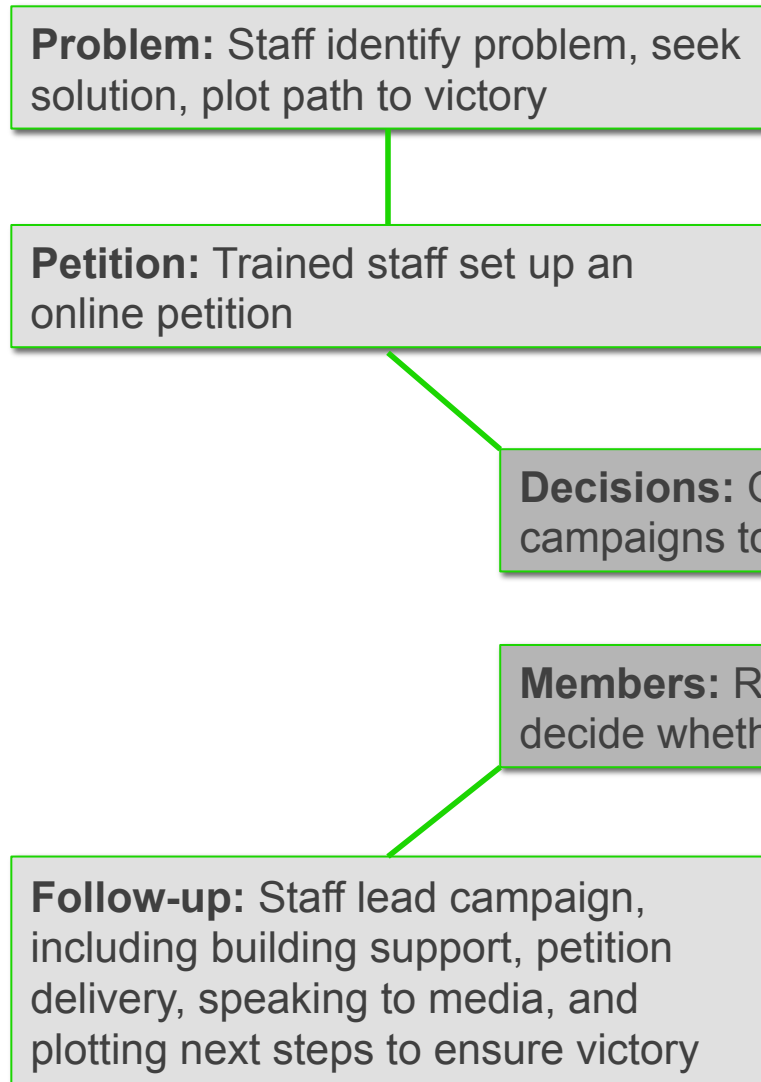 Problem: Staff identify problem, seek
solution, plot path to victory
Petition: Trained staff set up an
online petition
Decisions:
campaigns to
Members:
decide
Follow-up: Staff lead campaign,
including building support, petition
delivery, speaking to media, and
plotting next steps to ensure victory